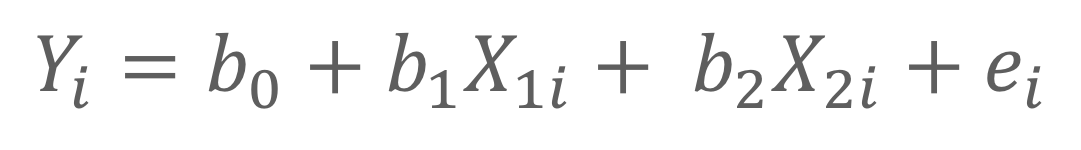 Yᵢ = b₀ + b₁X₁ᵢ + b₂X₂ᵢ + eᵢ